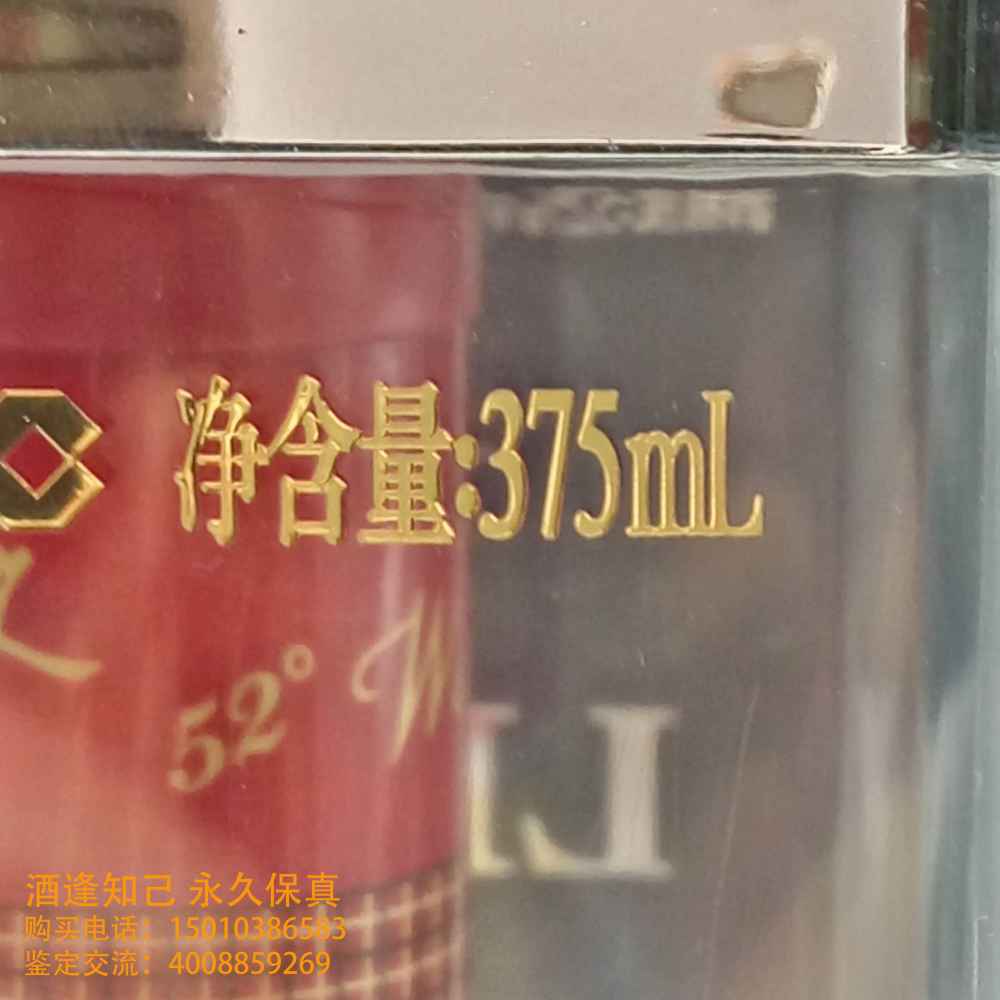 净含量:375mL
52°
酒逢知己 永久保真
购买电话：15010386583
鉴定交流：4008859269